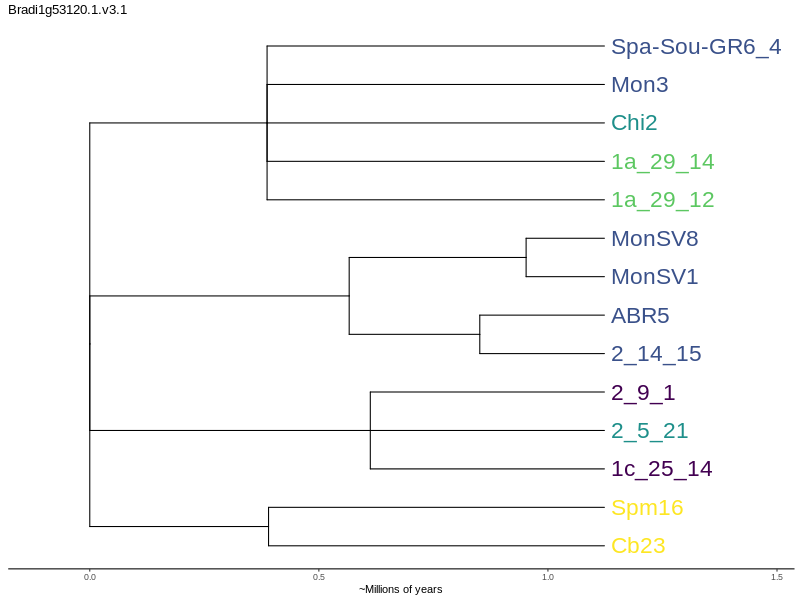 Bradi1g53120.1.v3.1
Spa-Sou-GR6_4
Mon3
Chi2
1a_29_14
1a_29_12
MonSV8
MonSV1
ABR5
2_14_15
2_9_1
2_5_21
1c_25_14
Spm16
Cb23
0.0 0.5 1.0 1.5
~Millions of years